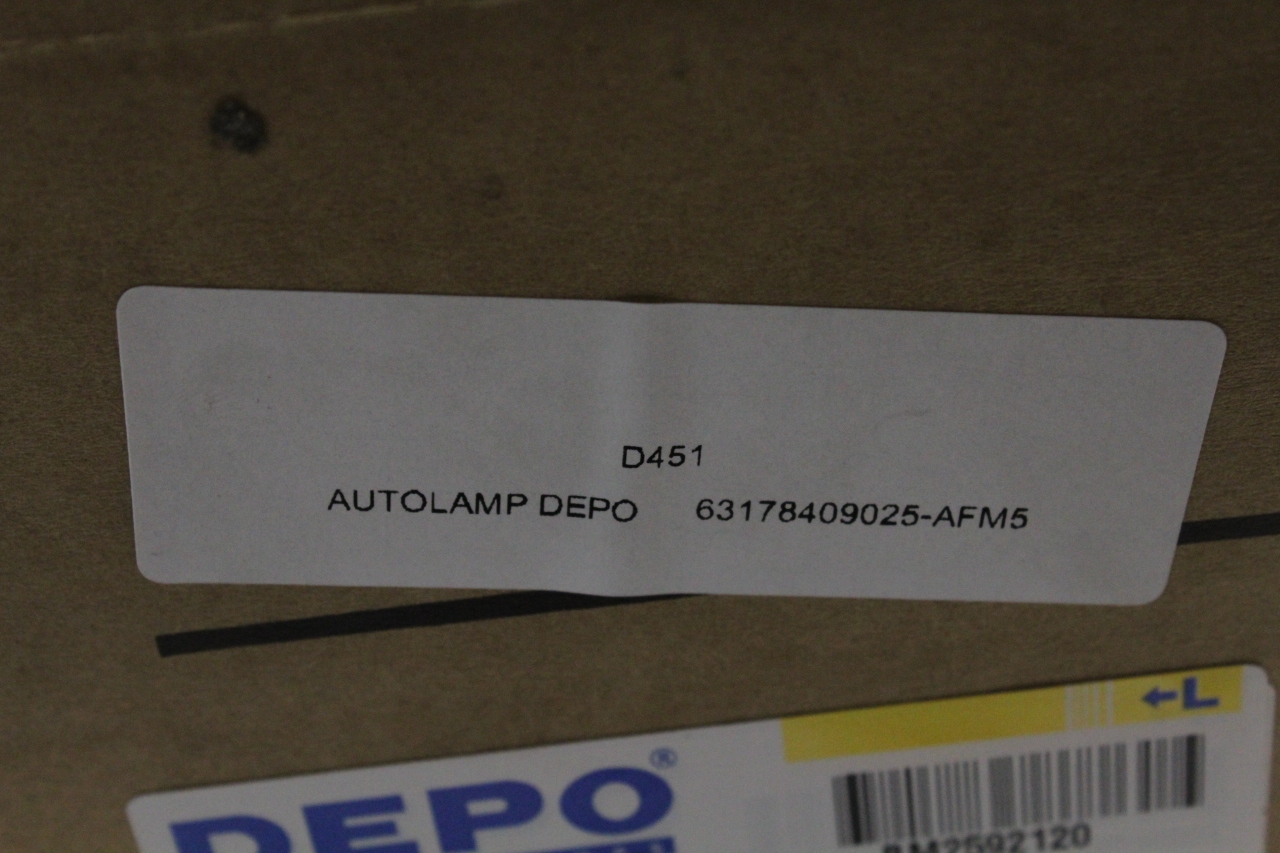 D451
AUTOLAMP DEPO 63178409025-AFM5
←L
DEPO®